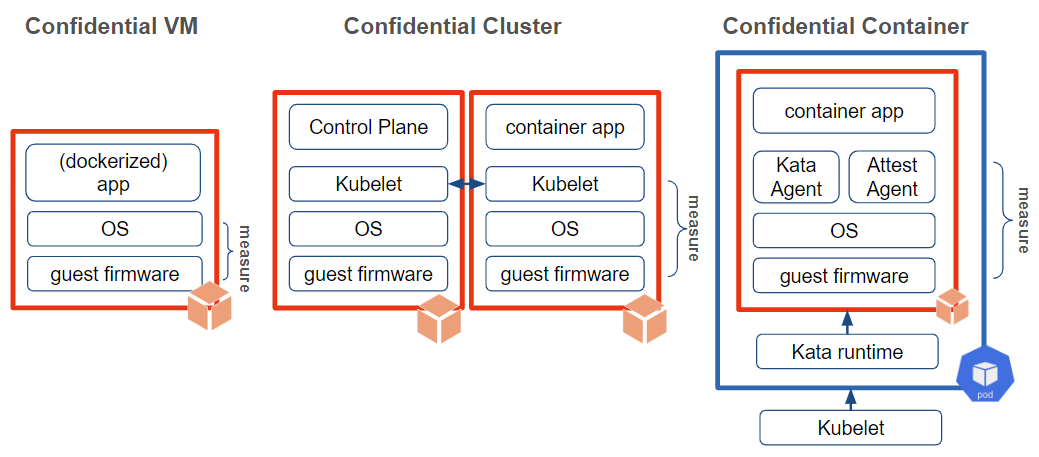 Confidential VM
(dockerized)
app
OS
guest firmware
measure
Confidential Cluster
Control Plane
Kubelet
OS
guest firmware
container app
Kubelet
OS
guest firmware
measure
Confidential Container
container app
Kata
Agent
Attest
Agent
OS
guest firmware
measure
Kata runtime
pod
Kubelet